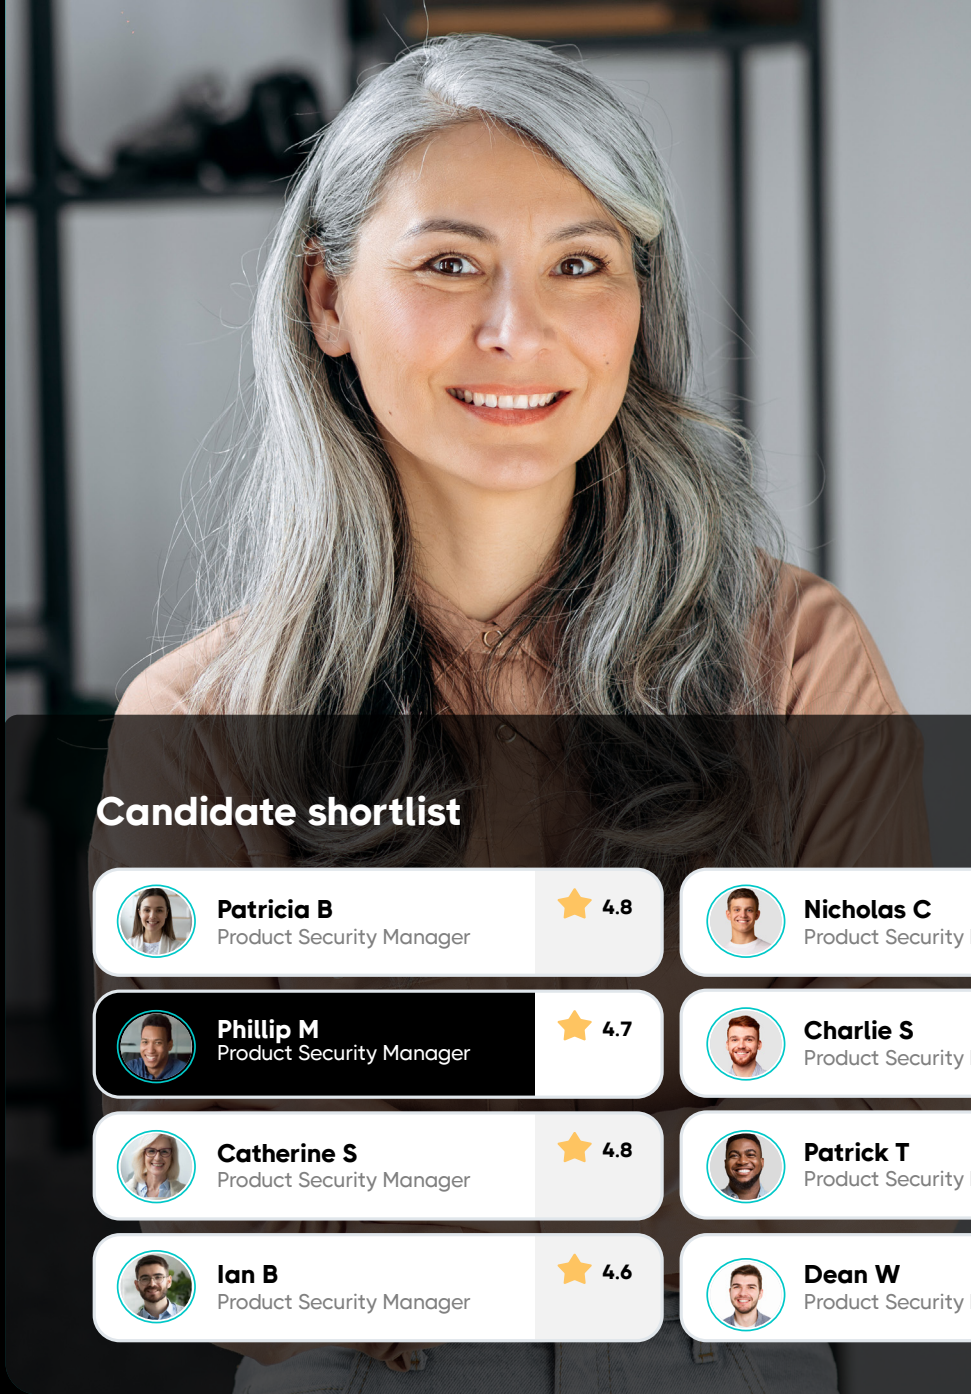 Candidate shortlist
Patricia B
Product Security Manager
4.8
Nicholas C
Product Security
Phillip M
Product Security Manager
4.7
Charlie S
Product Security
Catherine S
Product Security Manager
4.8
Patrick T
Product Security
Ian B
Product Security Manager
4.6
Dean W
Product Security